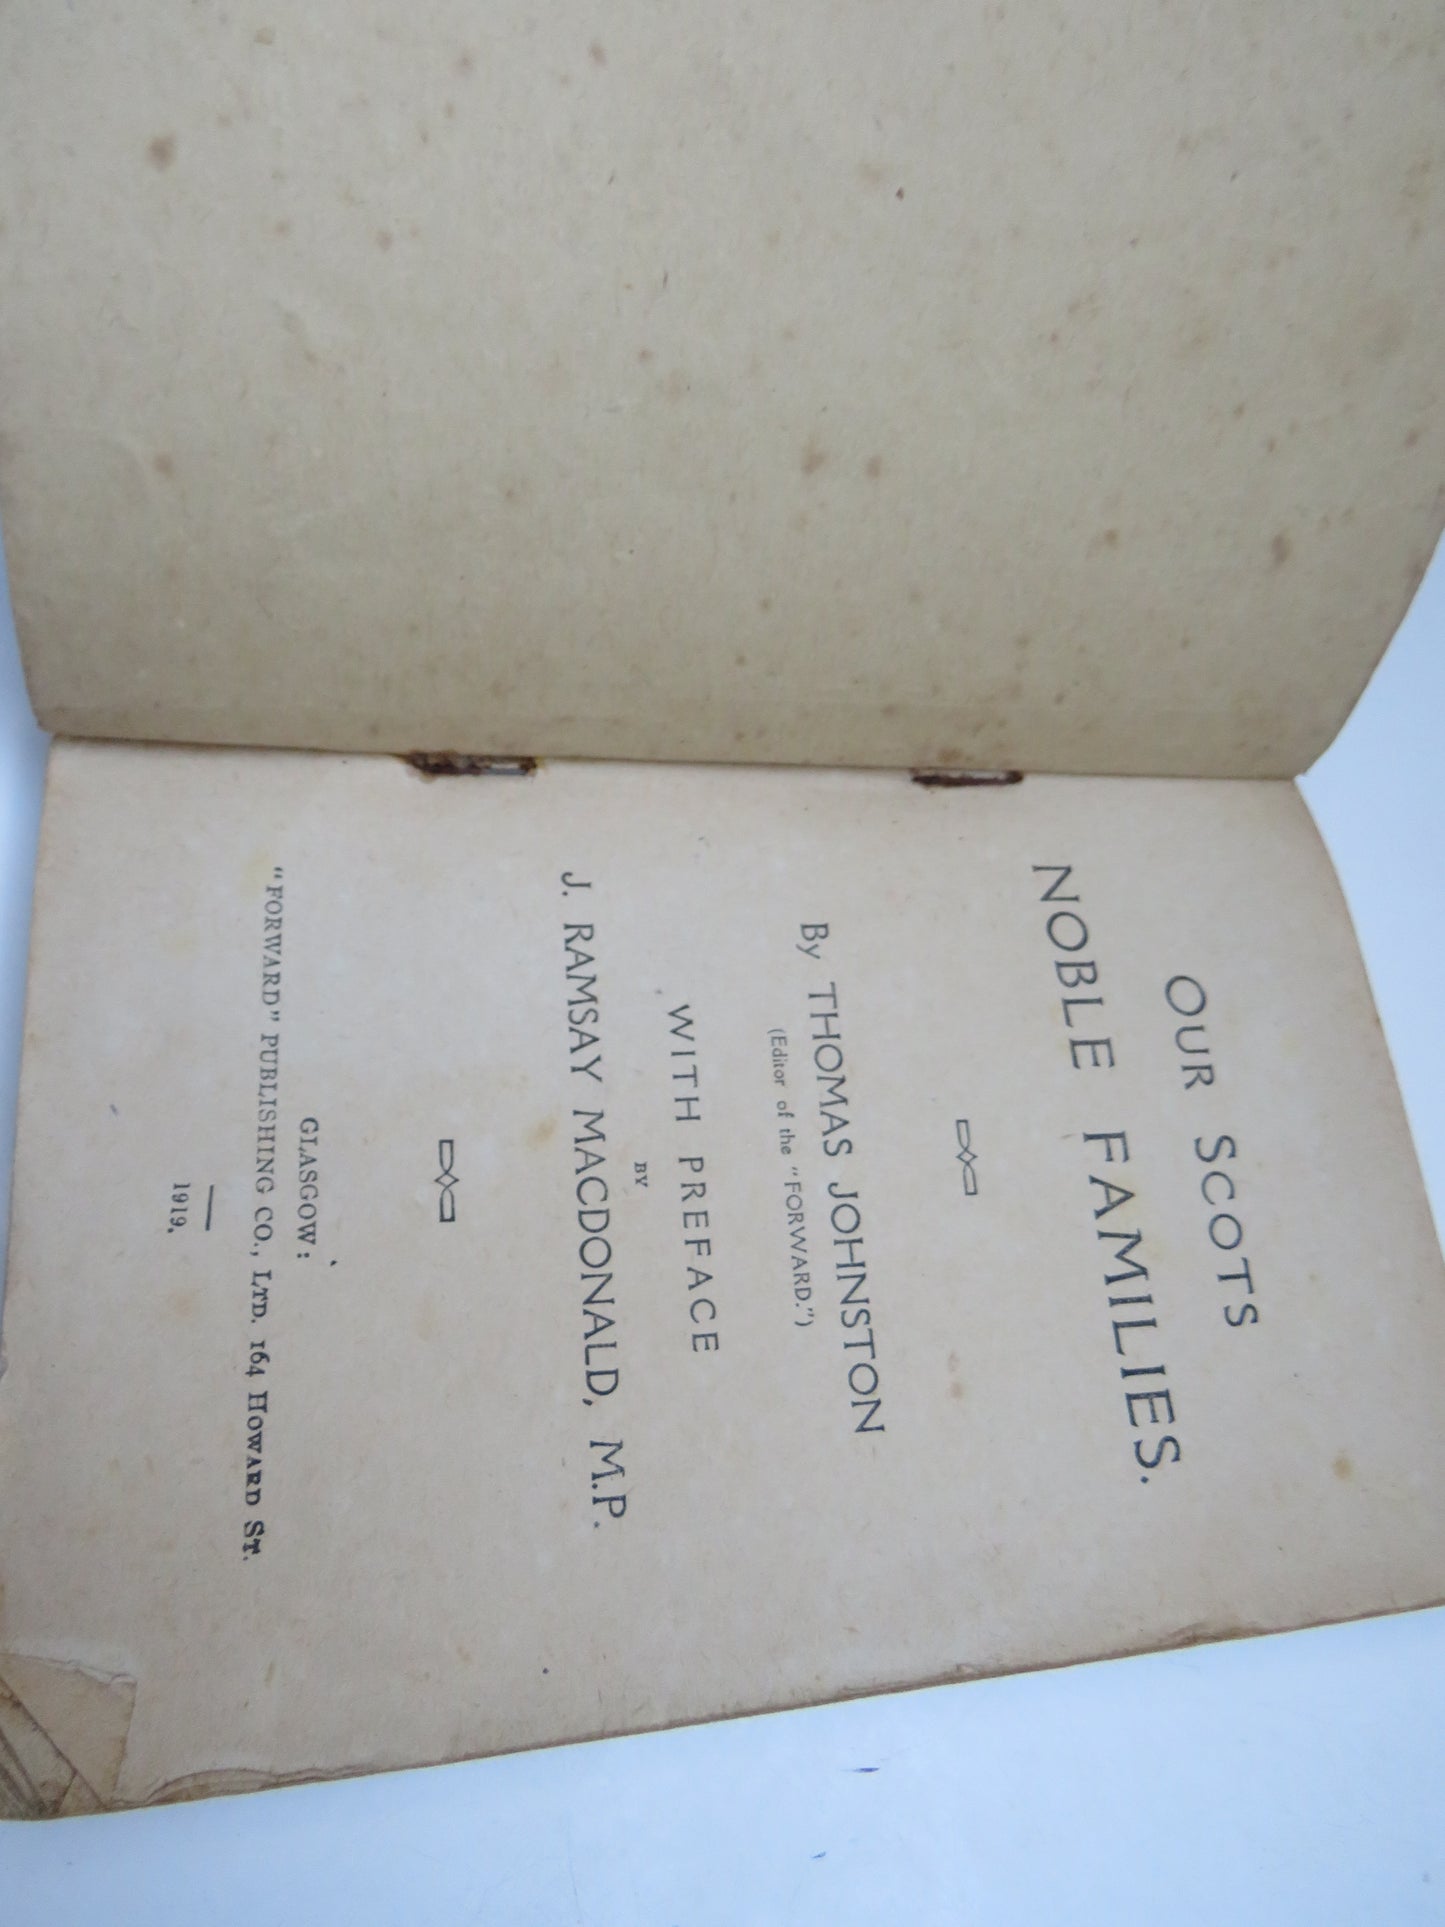 OUR SCOTS
NOBLE FAMILIES.
By THOMAS JOHNSTON
(Editor of the "FORWARD.")
WITH PREFACE
BY
J. RAMSAY MACDONALD, M.P.
GLASGOW:
"FORWARD" PUBLISHING CO., LTD. 164 HOWARD ST.
1919.